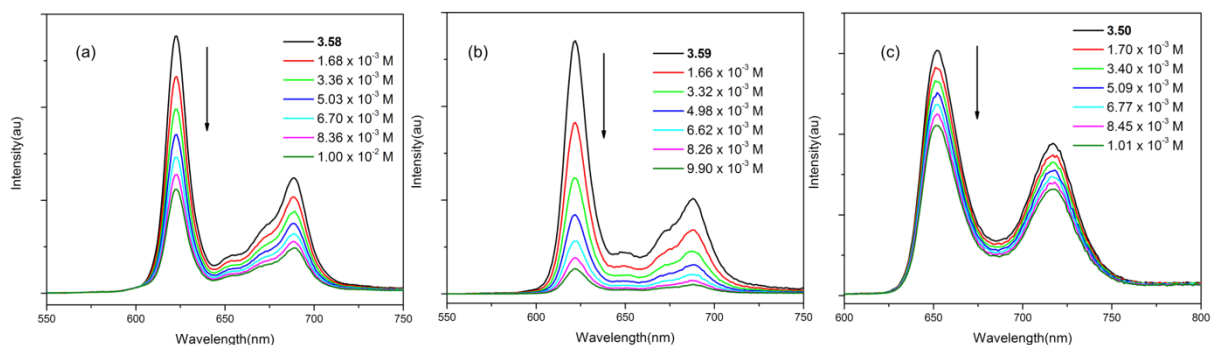 (a)
3.58
1.68 x 10⁻³ M
3.36 x 10⁻³ M
5.03 x 10⁻³ M
6.70 x 10⁻³ M
8.36 x 10⁻³ M
1.00 x 10⁻² M
Intensity(au)
550 600 650 700 750
Wavelength(nm)
(b)
3.59
1.66 x 10⁻³ M
3.32 x 10⁻³ M
4.98 x 10⁻³ M
6.62 x 10⁻³ M
8.26 x 10⁻³ M
9.90 x 10⁻³ M
Intensity(au)
550 600 650 700 750
Wavelength(nm)
(c)
3.50
1.70 x 10⁻³ M
3.40 x 10⁻³ M
5.09 x 10⁻³ M
6.77 x 10⁻³ M
8.45 x 10⁻³ M
1.01 x 10⁻² M
Intensity(au)
600 650 700 750 800
Wavelength(nm)